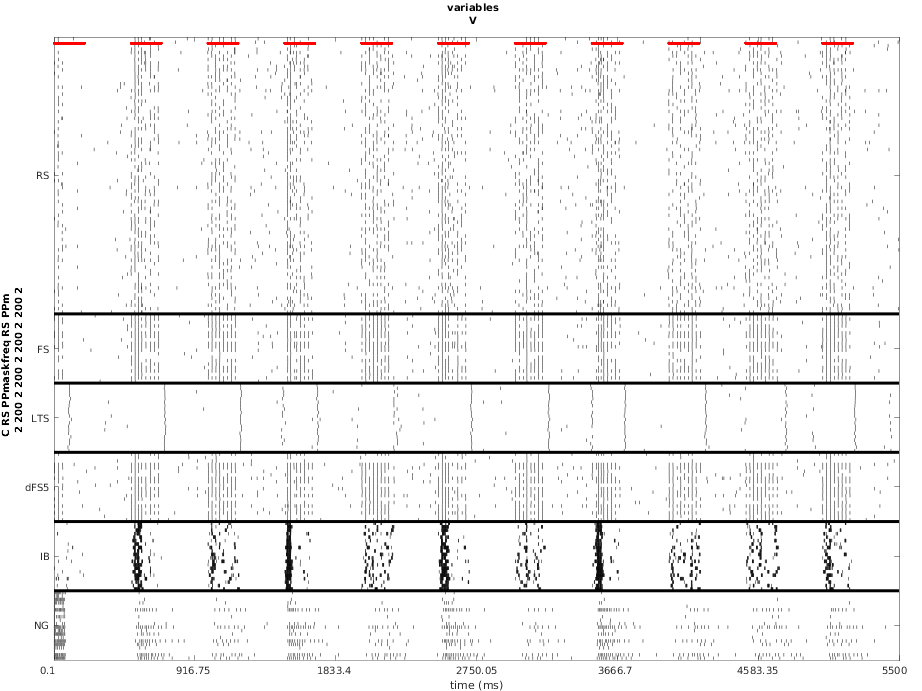 variables
V
RS
FS
LTS
dFS5
IB
NG
C RS PPmaskfreq RS PPm
2 200 2 200 2 200 2 200 2
0.1 916.75 1833.4 2750.05 3666.7 4583.35 5500
time (ms)